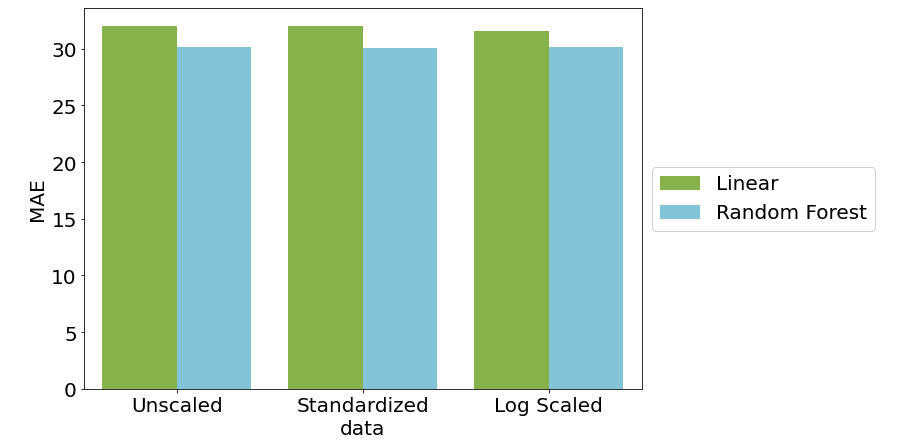 MAE
30
25
20
15
10
5
0
Unscaled
Standardized
Log Scaled
data
Linear
Random Forest